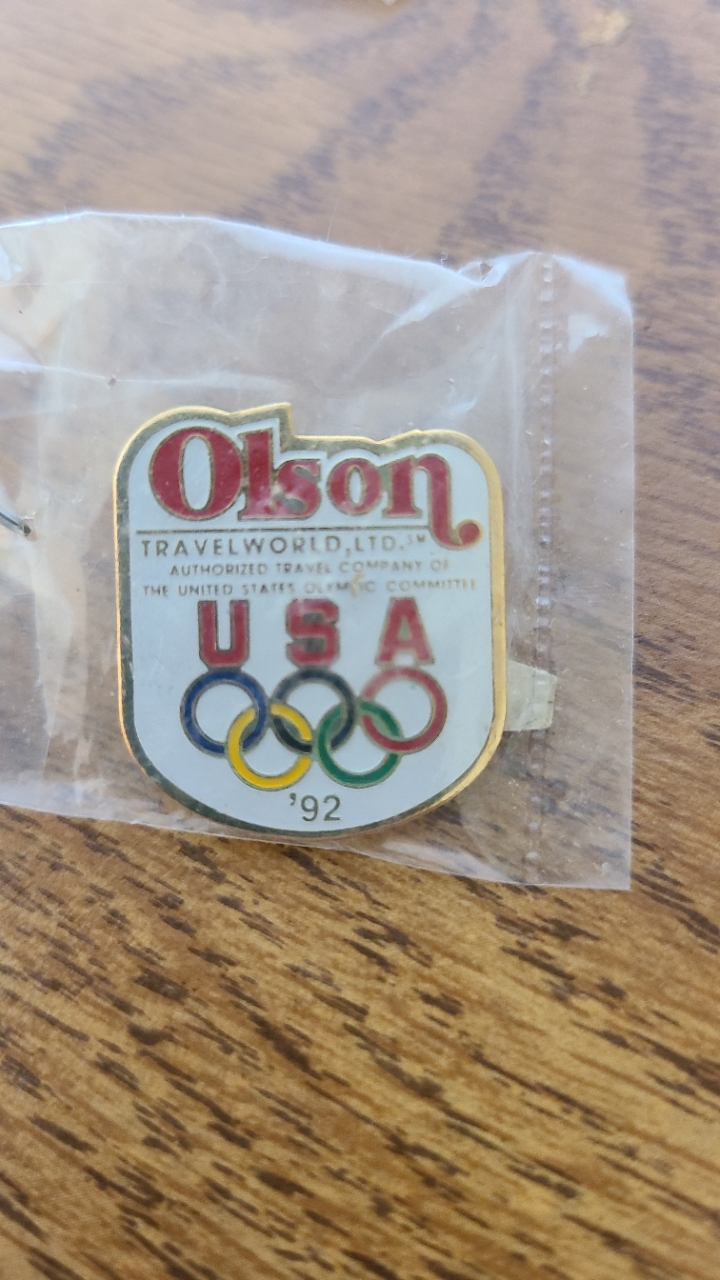 Olson
TRAVELWORLD, LTD.℠
AUTHORIZED TRAVEL COMPANY OF
THE UNITED STATES OLYMPIC COMMITTEE
USA
'92